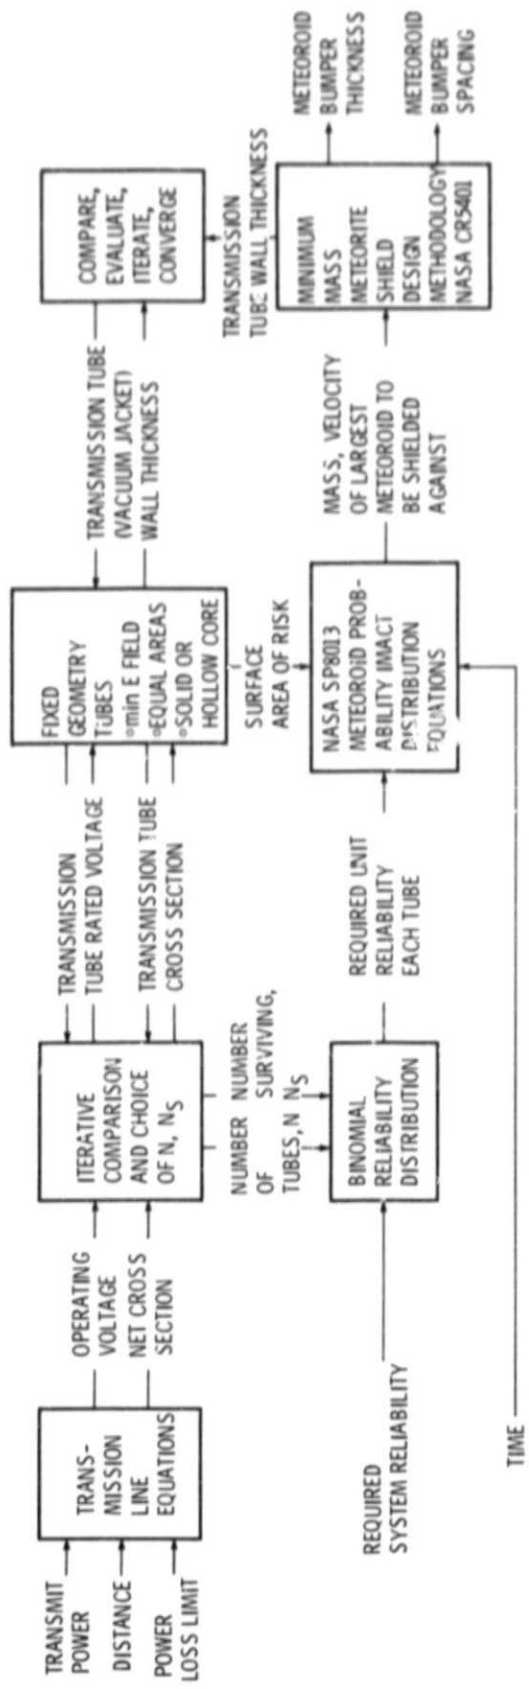 TRANSMIT
POWER
DISTANCE
POWER
LOSS LIMIT
TRANS-
MISSION
LINE
EQUATIONS
OPERATING
VOLTAGE
NET CROSS
SECTION
ITERATIVE
COMPARISON
AND CHOICE
OF N, NS
TRANSMISSION
TUBE RATED VOLTAGE
TRANSMISSION TUBE
CROSS SECTION
FIXED
GEOMETRY
TUBES
°min E FIELD
°EQUAL AREAS
°SOLID OR
HOLLOW CORE
TRANSMISSION TUBE
(VACUUM JACKET)
WALL THICKNESS
COMPARE,
EVALUATE,
ITERATE,
CONVERGE
NUMBER
OF
TUBES, N
NUMBER
SURVIVING,
NS
SURFACE
AREA OF RISK
TRANSMISSION
TUBE WALL THICKNESS
REQUIRED
SYSTEM RELIABILITY
BINOMIAL
RELIABILITY
DISTRIBUTION
REQUIRED UNIT
RELIABILITY
EACH TUBE
NASA SP8013
METEOROID PROB-
ABILITY IMACT
DISTRIBUTION
EQUATIONS
MASS, VELOCITY
OF LARGEST
METEOROID TO
BE SHIELDED
AGAINST
MINIMUM
MASS
METEORITE
SHIELD
DESIGN
METHODOLOGY
NASA CR5401
METEOROID
BUMPER
THICKNESS
METEOROID
BUMPER
SPACING
TIME